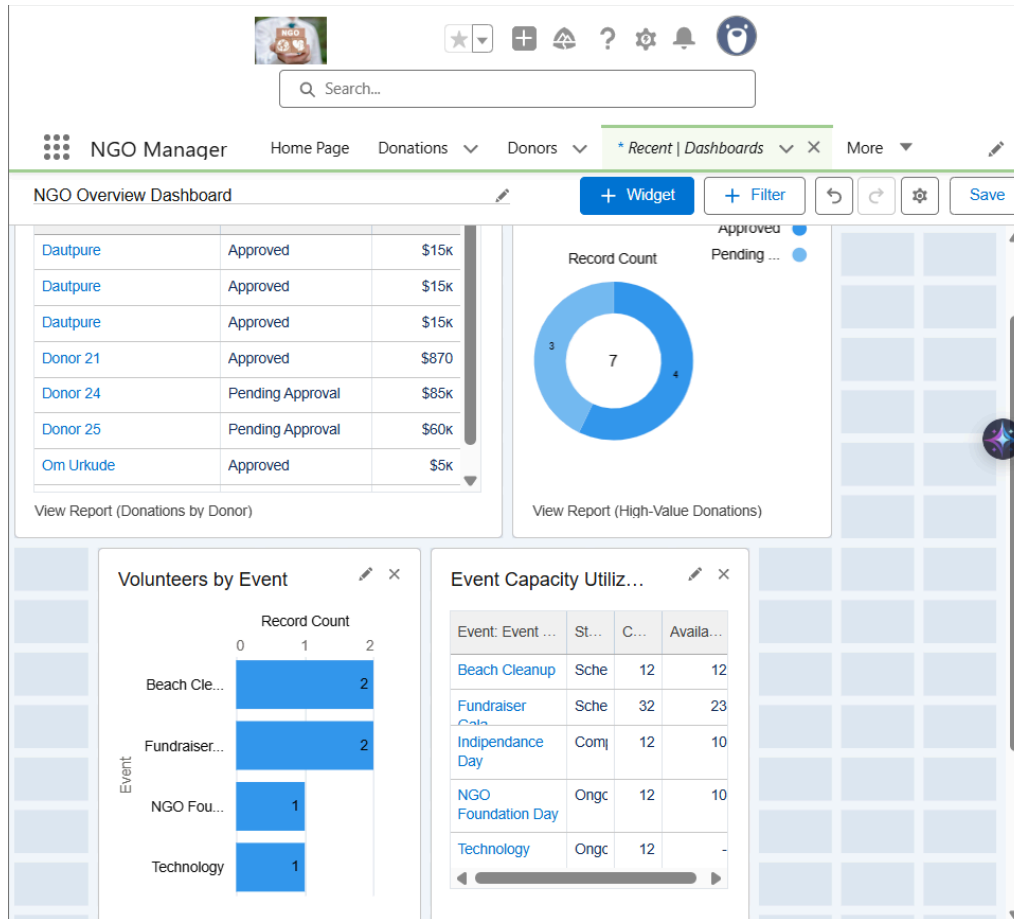 NGO
Search...
NGO Manager Home Page Donations Donors * Recent | Dashboards More
NGO Overview Dashboard + Widget + Filter Save
Dautpure Approved $15K
Dautpure Approved $15K
Dautpure Approved $15K
Donor 21 Approved $870
Donor 24 Pending Approval $85K
Donor 25 Pending Approval $60K
Om Urkude Approved $5K
View Report (Donations by Donor)
Approved
Pending ...
Record Count
3
7
4
View Report (High-Value Donations)
Volunteers by Event
Record Count
0 1 2
Event
Beach Cle... 2
Fundraiser... 2
NGO Fou... 1
Technology 1
Event Capacity Utiliz...
Event: Event ... St... C... Availa...
Beach Cleanup Sche 12 12
Fundraiser Sche 32 23
Gala
Indipendance Comp 12 10
Day
NGO Ongo 12 10
Foundation Day
Technology Ongo 12 -